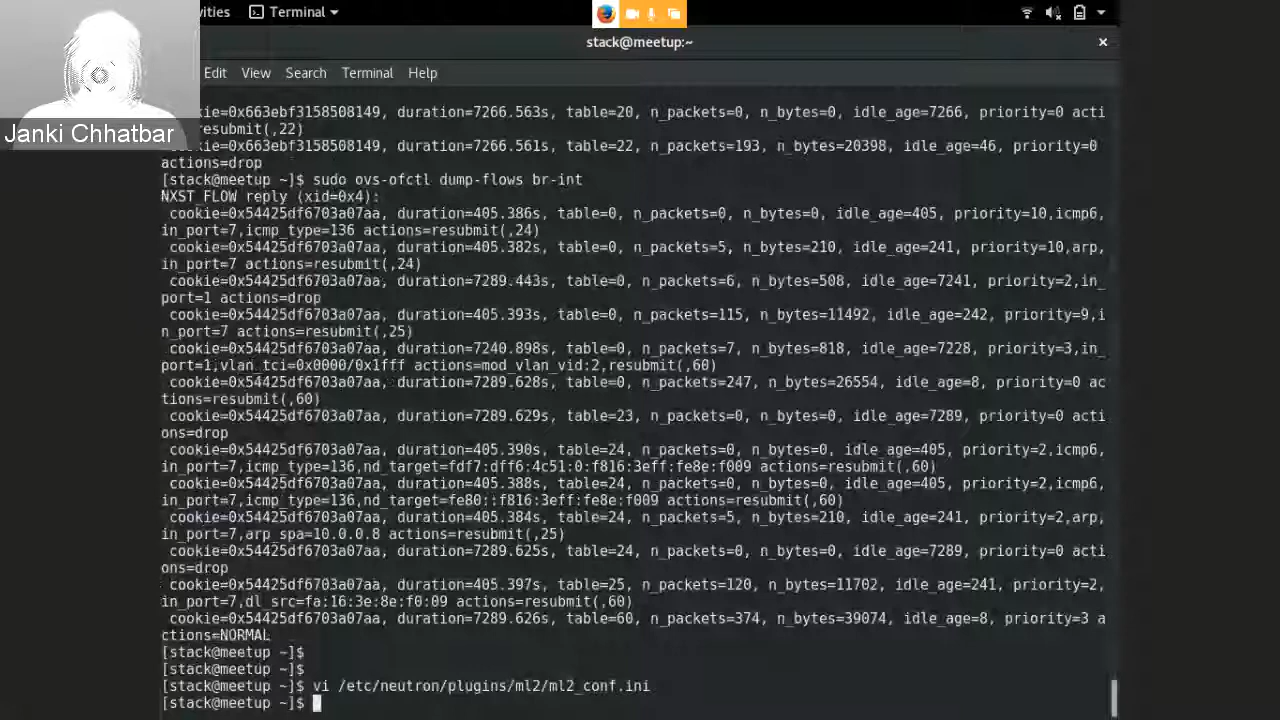 ivities Terminal
stack@meetup:~
Edit View Search Terminal Help
Janki Chhatbar
ookie=0x663ebf3158508149, duration=7266.563s, table=20, n_packets=0, n_bytes=0, idle_age=7266, priority=0 acti
resubmit(,22)
ookie=0x663ebf3158508149, duration=7266.561s, table=22, n_packets=193, n_bytes=20398, idle_age=46, priority=0
actions=drop
[stack@meetup ~]$ sudo ovs-ofctl dump-flows br-int
NXST_FLOW reply (xid=0x4):
cookie=0x54425df6703a07aa, duration=405.386s, table=0, n_packets=0, n_bytes=0, idle_age=405, priority=10,icmp6,
in_port=7,icmp_type=136 actions=resubmit(,24)
cookie=0x54425df6703a07aa, duration=405.382s, table=0, n_packets=5, n_bytes=210, idle_age=241, priority=10,arp,
in_port=7 actions=resubmit(,24)
cookie=0x54425df6703a07aa, duration=7289.443s, table=0, n_packets=6, n_bytes=508, idle_age=7241, priority=2,in_
port=1 actions=drop
cookie=0x54425df6703a07aa, duration=405.393s, table=0, n_packets=115, n_bytes=11492, idle_age=242, priority=9,i
n_port=7 actions=resubmit(,25)
cookie=0x54425df6703a07aa, duration=7240.898s, table=0, n_packets=7, n_bytes=818, idle_age=7228, priority=3,in_
port=1,vlan_tci=0x0000/0x1fff actions=mod_vlan_vid:2,resubmit(,60)
cookie=0x54425df6703a07aa, duration=7289.628s, table=0, n_packets=247, n_bytes=26554, idle_age=8, priority=0 ac
tions=resubmit(,60)
cookie=0x54425df6703a07aa, duration=7289.629s, table=23, n_packets=0, n_bytes=0, idle_age=7289, priority=0 acti
ons=drop
cookie=0x54425df6703a07aa, duration=405.390s, table=24, n_packets=0, n_bytes=0, idle_age=405, priority=2,icmp6,
in_port=7,icmp_type=136,nd_target=fdf7:dff6:4c51:0:f816:3eff:fe8e:f009 actions=resubmit(,60)
cookie=0x54425df6703a07aa, duration=405.388s, table=24, n_packets=0, n_bytes=0, idle_age=405, priority=2,icmp6,
in_port=7,icmp_type=136,nd_target=fe80::f816:3eff:fe8e:f009 actions=resubmit(,60)
cookie=0x54425df6703a07aa, duration=405.384s, table=24, n_packets=5, n_bytes=210, idle_age=241, priority=2,arp,
in_port=7,arp_spa=10.0.0.8 actions=resubmit(,25)
cookie=0x54425df6703a07aa, duration=7289.625s, table=24, n_packets=0, n_bytes=0, idle_age=7289, priority=0 acti
ons=drop
cookie=0x54425df6703a07aa, duration=405.397s, table=25, n_packets=120, n_bytes=11702, idle_age=241, priority=2,
in_port=7,dl_src=fa:16:3e:8e:f0:09 actions=resubmit(,60)
cookie=0x54425df6703a07aa, duration=7289.626s, table=60, n_packets=374, n_bytes=39074, idle_age=8, priority=3 a
ctions=NORMAL
[stack@meetup ~]$
[stack@meetup ~]$
[stack@meetup ~]$ vi /etc/neutron/plugins/ml2/ml2_conf.ini
[stack@meetup ~]$